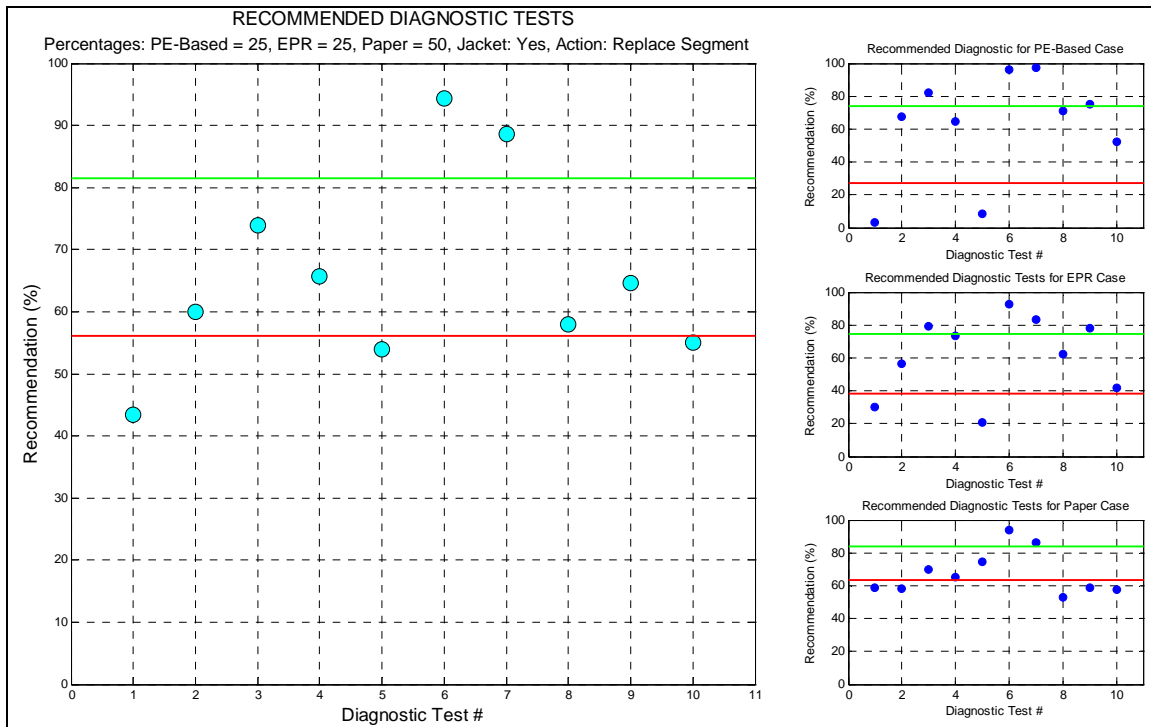 RECOMMENDED DIAGNOSTIC TESTS
Percentages: PE-Based = 25, EPR = 25, Paper = 50, Jacket: Yes, Action: Replace Segment
100
90
80
70
60
50
40
30
20
10
0
Recommendation (%)
0 1 2 3 4 5 6 7 8 9 10 11
Diagnostic Test #
Recommended Diagnostic for PE-Based Case
100
80
60
40
20
0
Recommendation (%)
0 2 4 6 8 10
Diagnostic Test #
Recommended Diagnostic Tests for EPR Case
100
80
60
40
20
0
Recommendation (%)
0 2 4 6 8 10
Diagnostic Test #
Recommended Diagnostic Tests for Paper Case
100
80
60
40
20
0
Recommendation (%)
0 2 4 6 8 10
Diagnostic Test #